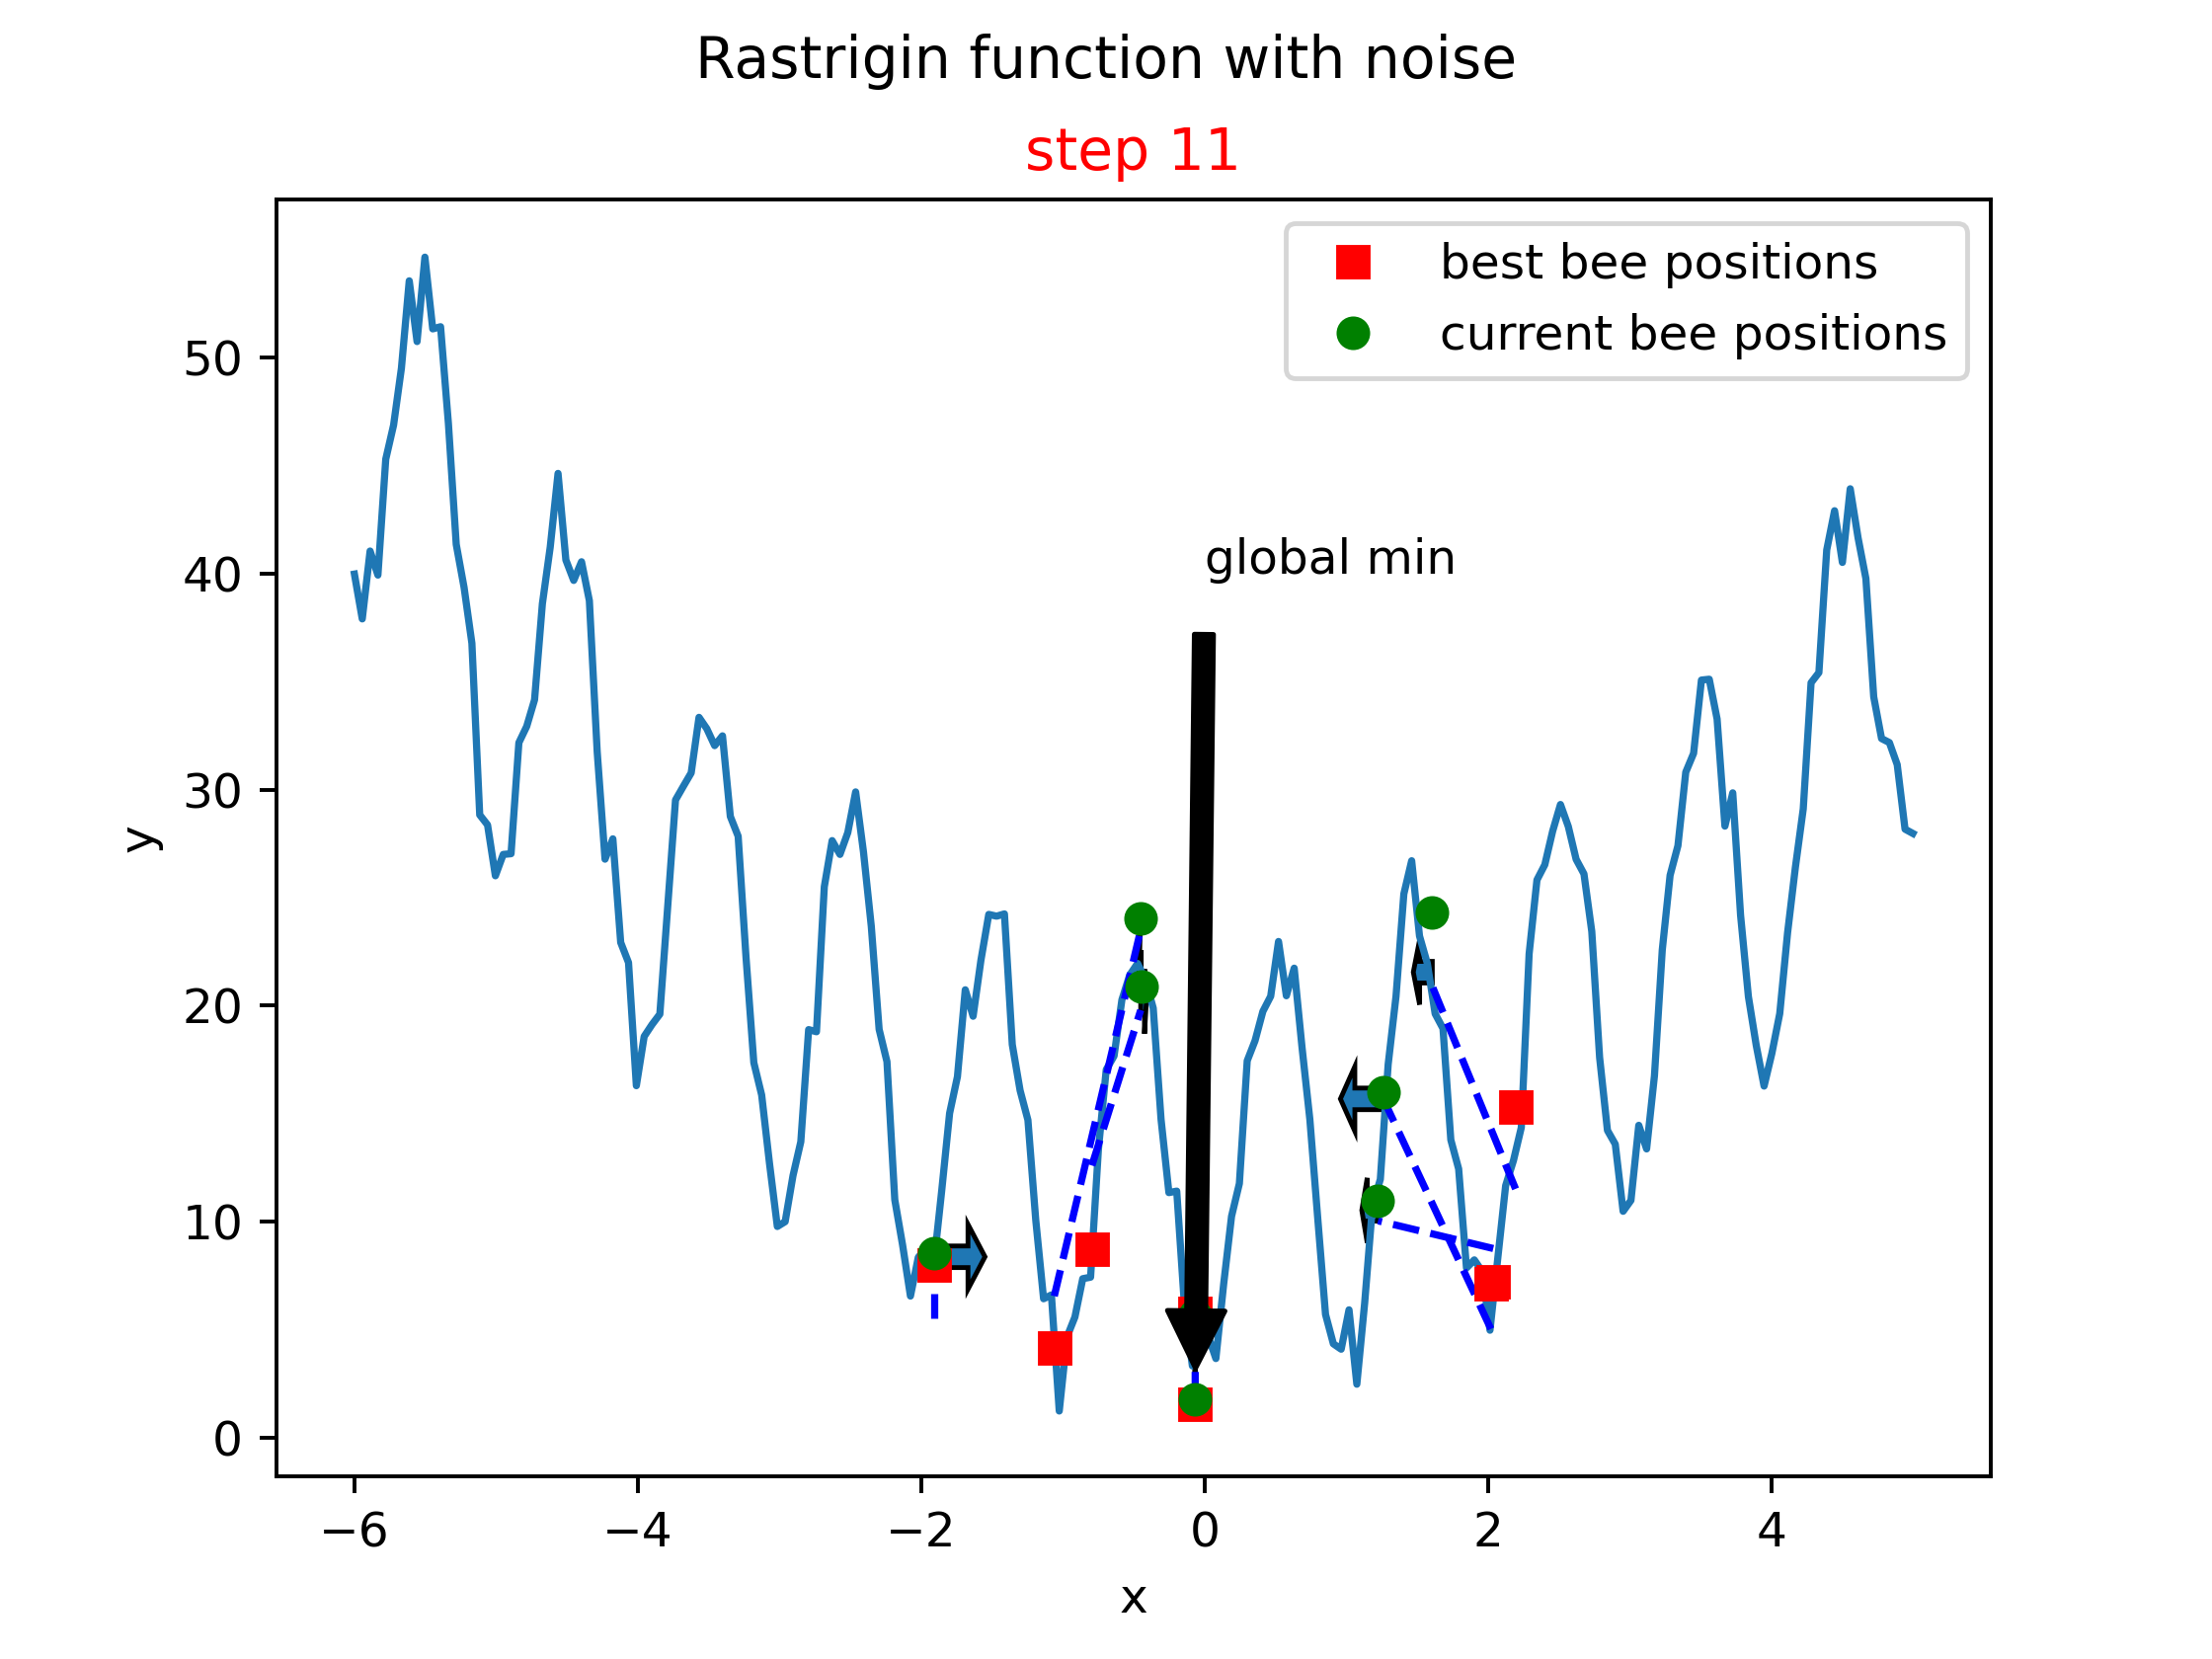 Rastrigin function with noise
step 11
best bee positions
current bee positions
global min
50
40
30
20
10
0
y
−6 −4 −2 0 2 4
x